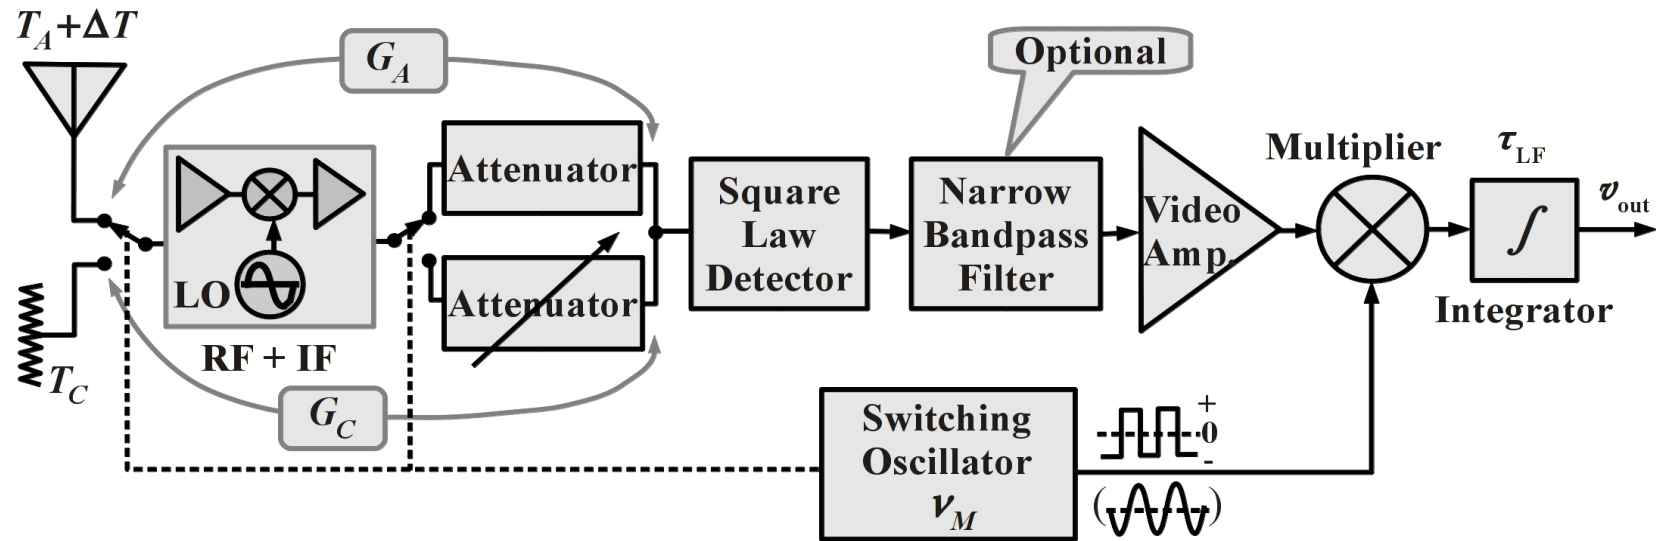 T_A+ΔT
G_A
Optional
Attenuator
Attenuator
LO
RF + IF
T_C
G_C
Square
Law
Detector
Narrow
Bandpass
Filter
Video
Amp.
Multiplier
τ_LF
∫
v_out
Integrator
Switching
Oscillator
ν_M
+
0
-
( )